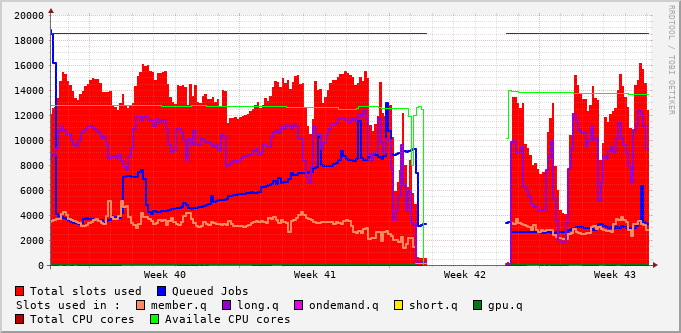 20000
18000
16000
14000
12000
10000
8000
6000
4000
2000
0
Week 40 Week 41 Week 42 Week 43
RRDTOOL / TOBI OETIKER
Total slots used Queued Jobs
Slots used in : member.q long.q ondemand.q short.q gpu.q
Total CPU cores Availale CPU cores